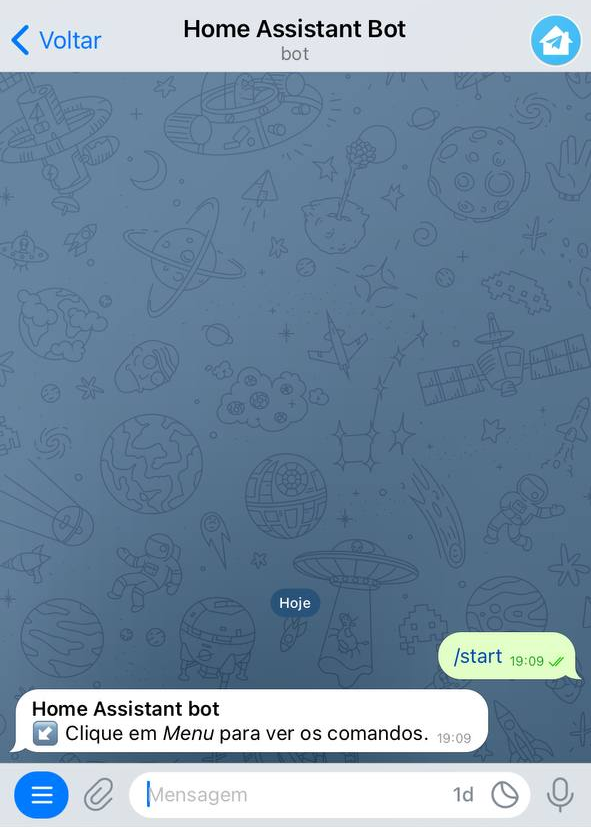 Voltar
Home Assistant Bot
bot
Hoje
/start 19:09
Home Assistant bot
↙️ Clique em Menu para ver os comandos. 19:09
Mensagem
1d